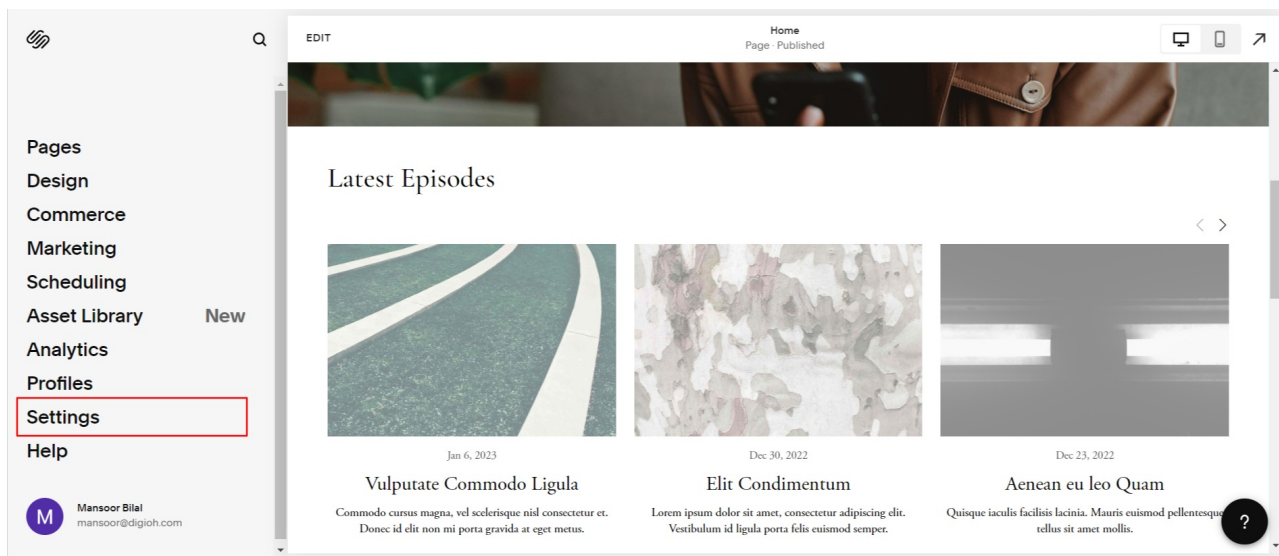 EDIT
Home
Page · Published
Pages
Design
Commerce
Marketing
Scheduling
Asset Library New
Analytics
Profiles
Settings
Help
M
Mansoor Bilal
mansoor@digioh.com
Latest Episodes
Jan 6, 2023
Vulputate Commodo Ligula
Commodo cursus magna, vel scelerisque nisl consectetur et.
Donec id elit non mi porta gravida at eget metus.
Dec 30, 2022
Elit Condimentum
Lorem ipsum dolor sit amet, consectetur adipiscing elit.
Vestibulum id ligula porta felis euismod semper.
Dec 23, 2022
Aenean eu leo Quam
Quisque iaculis facilisis lacinia. Mauris euismod pellentesque
tellus sit amet mollis.
?